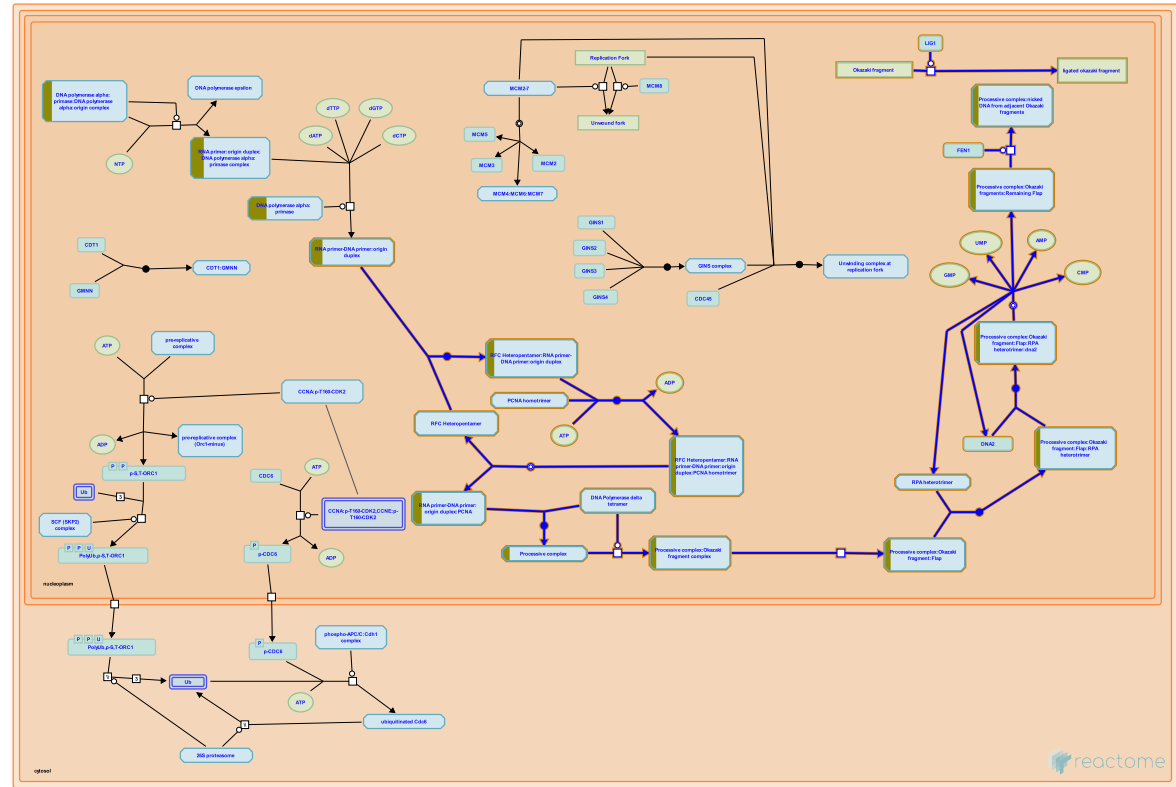 LIG1
Replication Fork
Okazaki fragment
ligated okazaki fragment
DNA polymerase alpha:
primase:DNA polymerase
alpha:origin complex
DNA polymerase epsilon
MCM2-7
MCM8
Processive complex:nicked
DNA from adjacent Okazaki
fragments
dTTP
dGTP
dATP
dCTP
Unwound fork
NTP
RNA primer:origin duplex:
DNA polymerase alpha:
primase complex
MCM5
MCM3
MCM2
FEN1
MCM4:MCM6:MCM7
Processive complex:Okazaki
fragments:Remaining Flap
DNA polymerase alpha:
primase
RNA primer-DNA primer:origin
duplex
GINS1
GINS2
GINS3
GINS4
GINS complex
CDC45
Unwinding complex at
replication fork
UMP
AMP
GMP
CMP
CDT1
GMNN
CDT1:GMNN
ATP
pre-replicative
complex
RFC Heteropentamer:RNA primer-
DNA primer:origin duplex
Processive complex:Okazaki
fragment:Flap:RPA
heterotrimer:dna2
CCNA:p-T160-CDK2
PCNA homotrimer
ADP
ATP
RFC Heteropentamer
ADP
pre-replicative complex
(Orc1-minus)
DNA2
Processive complex:Okazaki
fragment:Flap:RPA
heterotrimer
RFC Heteropentamer:RNA
primer-DNA primer:origin
duplex:PCNA homotrimer
P P
p-S,T-ORC1
CDC6
ATP
Ub
3
RPA heterotrimer
RNA primer-DNA primer:
origin duplex:PCNA
DNA Polymerase delta
tetramer
CCNA:p-T160-CDK2,CCNE:p-
T160-CDK2
SCF (SKP2)
complex
P P U
PolyUb,p-S,T-ORC1
P
p-CDC6
ADP
Processive complex
Processive complex:Okazaki
fragment complex
Processive complex:Okazaki
fragment:Flap
nucleoplasm
P P U
PolyUb,p-S,T-ORC1
P
p-CDC6
phospho-APC/C:Cdh1
complex
3
Ub
ATP
ubiquitinated Cdc6
26S proteasome
cytosol
reactome